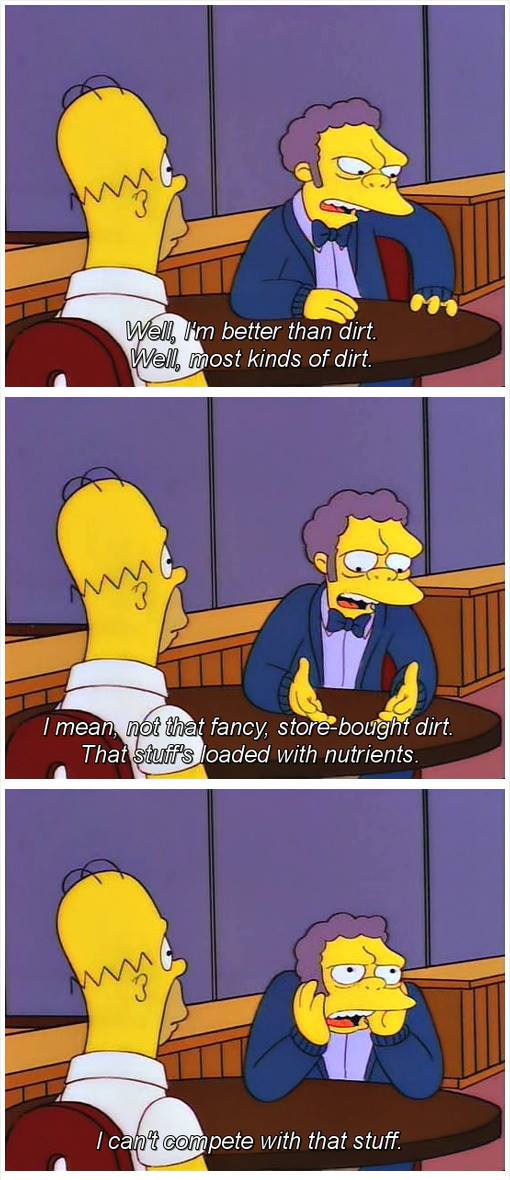 Well, I'm better than dirt.
Well, most kinds of dirt.
I mean, not that fancy, store-bought dirt.
That stuff's loaded with nutrients.
I can't compete with that stuff.